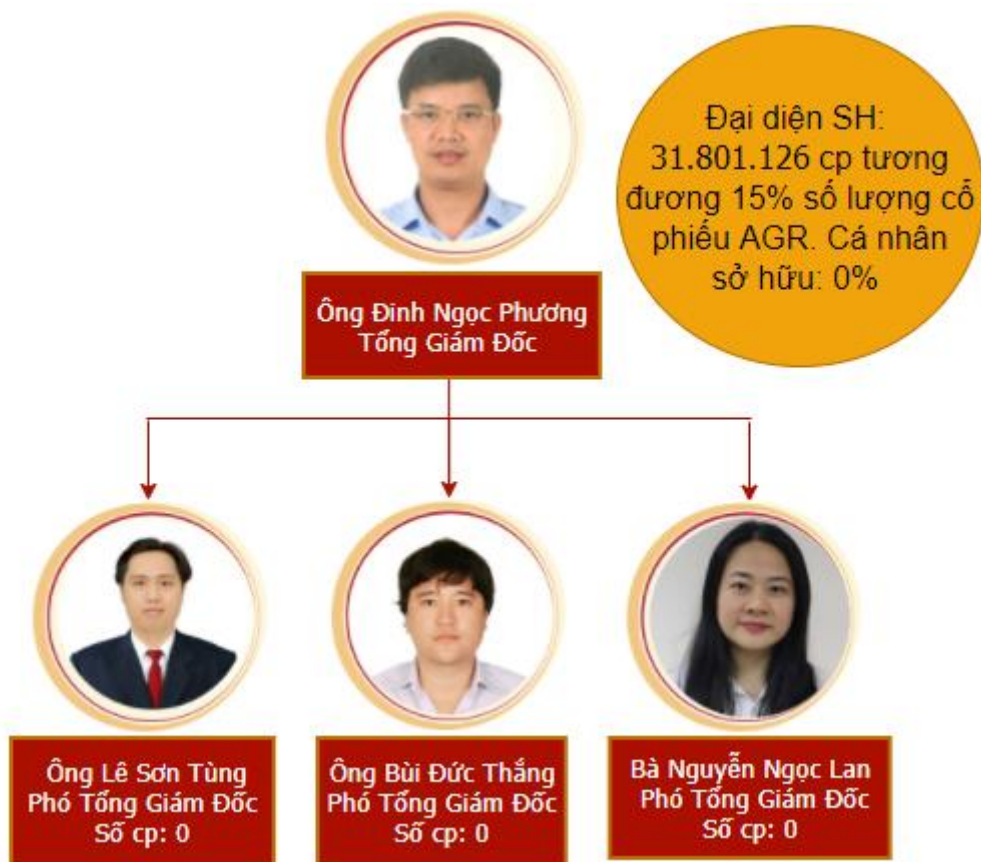 Đại diện SH:
31.801.126 cp tương
đương 15% số lượng cổ
phiếu AGR. Cá nhân
sở hữu: 0%
Ông Đinh Ngọc Phương
Tổng Giám Đốc
Ông Lê Sơn Tùng
Phó Tổng Giám Đốc
Số cp: 0
Ông Bùi Đức Thắng
Phó Tổng Giám Đốc
Số cp: 0
Bà Nguyễn Ngọc Lan
Phó Tổng Giám Đốc
Số cp: 0